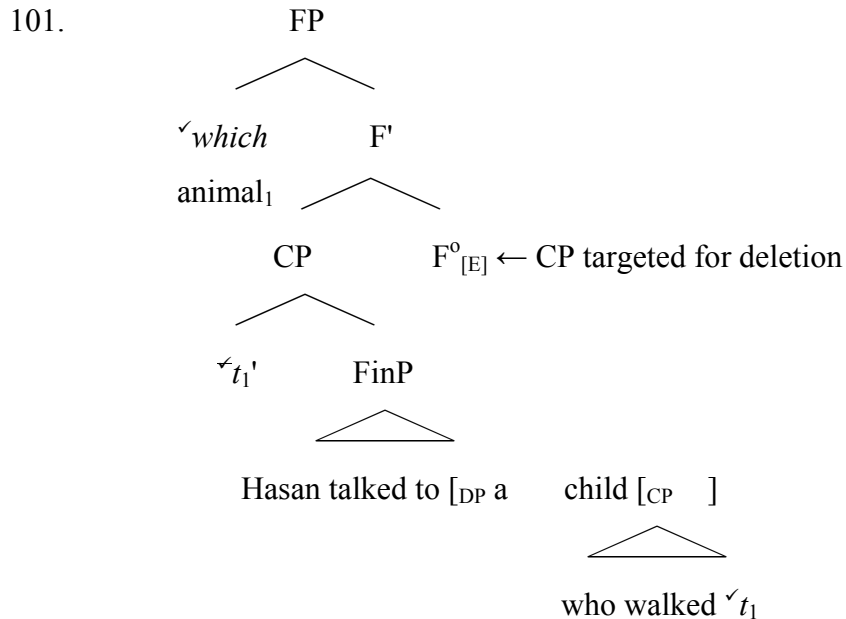 101. FP
✓which F'
animal₁
CP F⁰[E] ← CP targeted for deletion
✓̶t₁' FinP
Hasan talked to [DP a child [CP ]
who walked ✓t₁